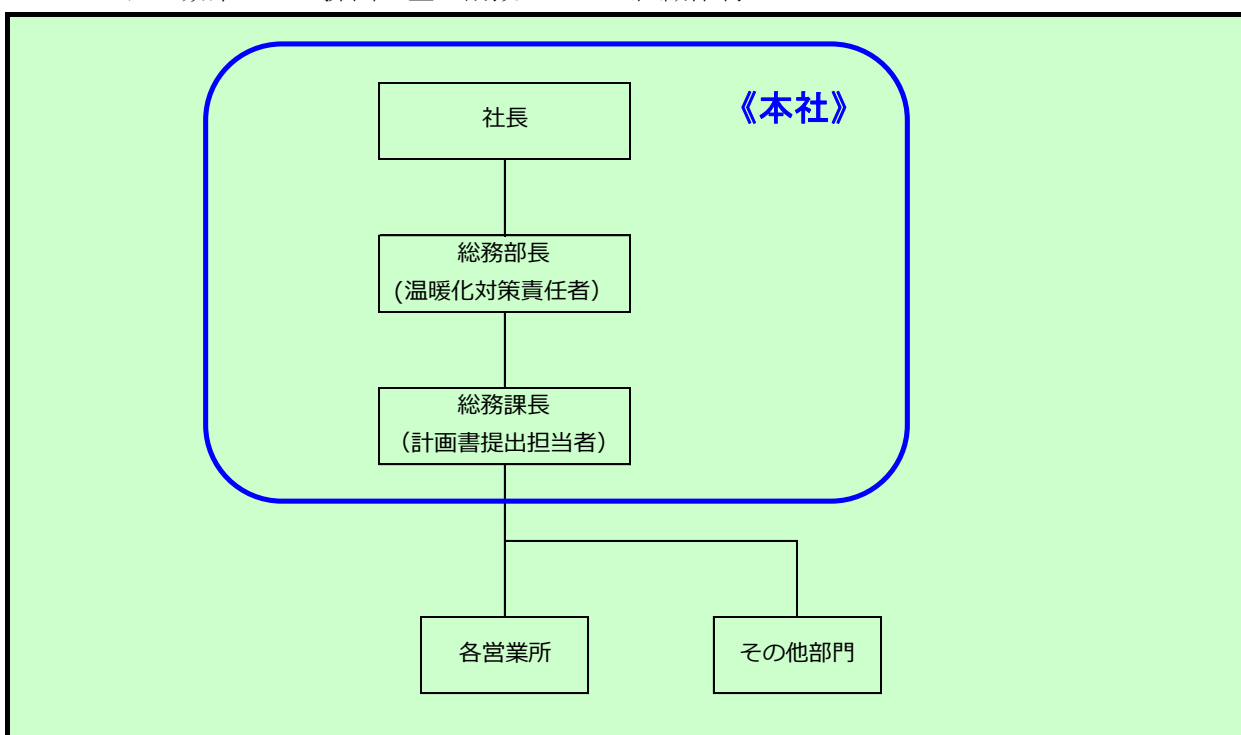 社長
《本社》
総務部長
(温暖化対策責任者）
総務課長
（計画書提出担当者）
各営業所
その他部門